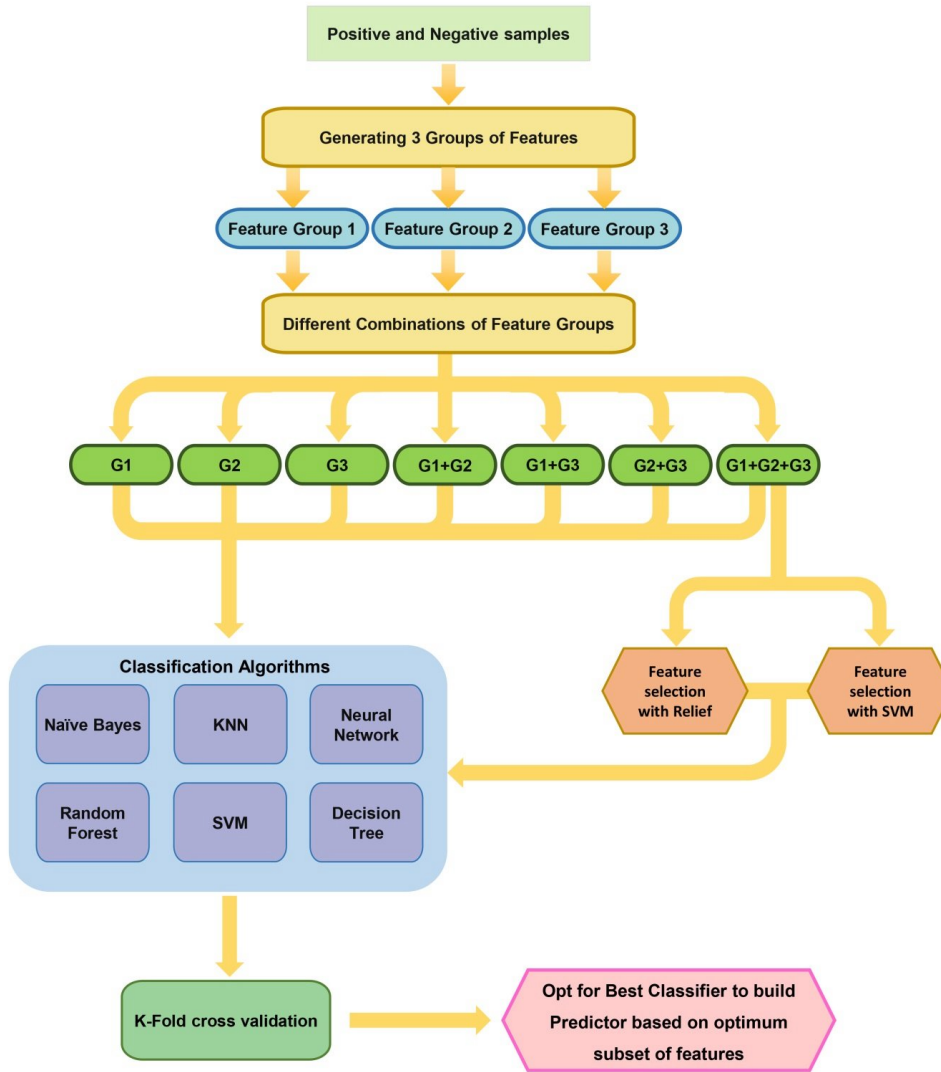 Positive and Negative samples
Generating 3 Groups of Features
Feature Group 1
Feature Group 2
Feature Group 3
Different Combinations of Feature Groups
G1
G2
G3
G1+G2
G1+G3
G2+G3
G1+G2+G3
Feature
selection
with Relief
Feature
selection
with SVM
Classification Algorithms
Naïve Bayes
KNN
Neural
Network
Random
Forest
SVM
Decision
Tree
K-Fold cross validation
Opt for Best Classifier to build
Predictor based on optimum
subset of features